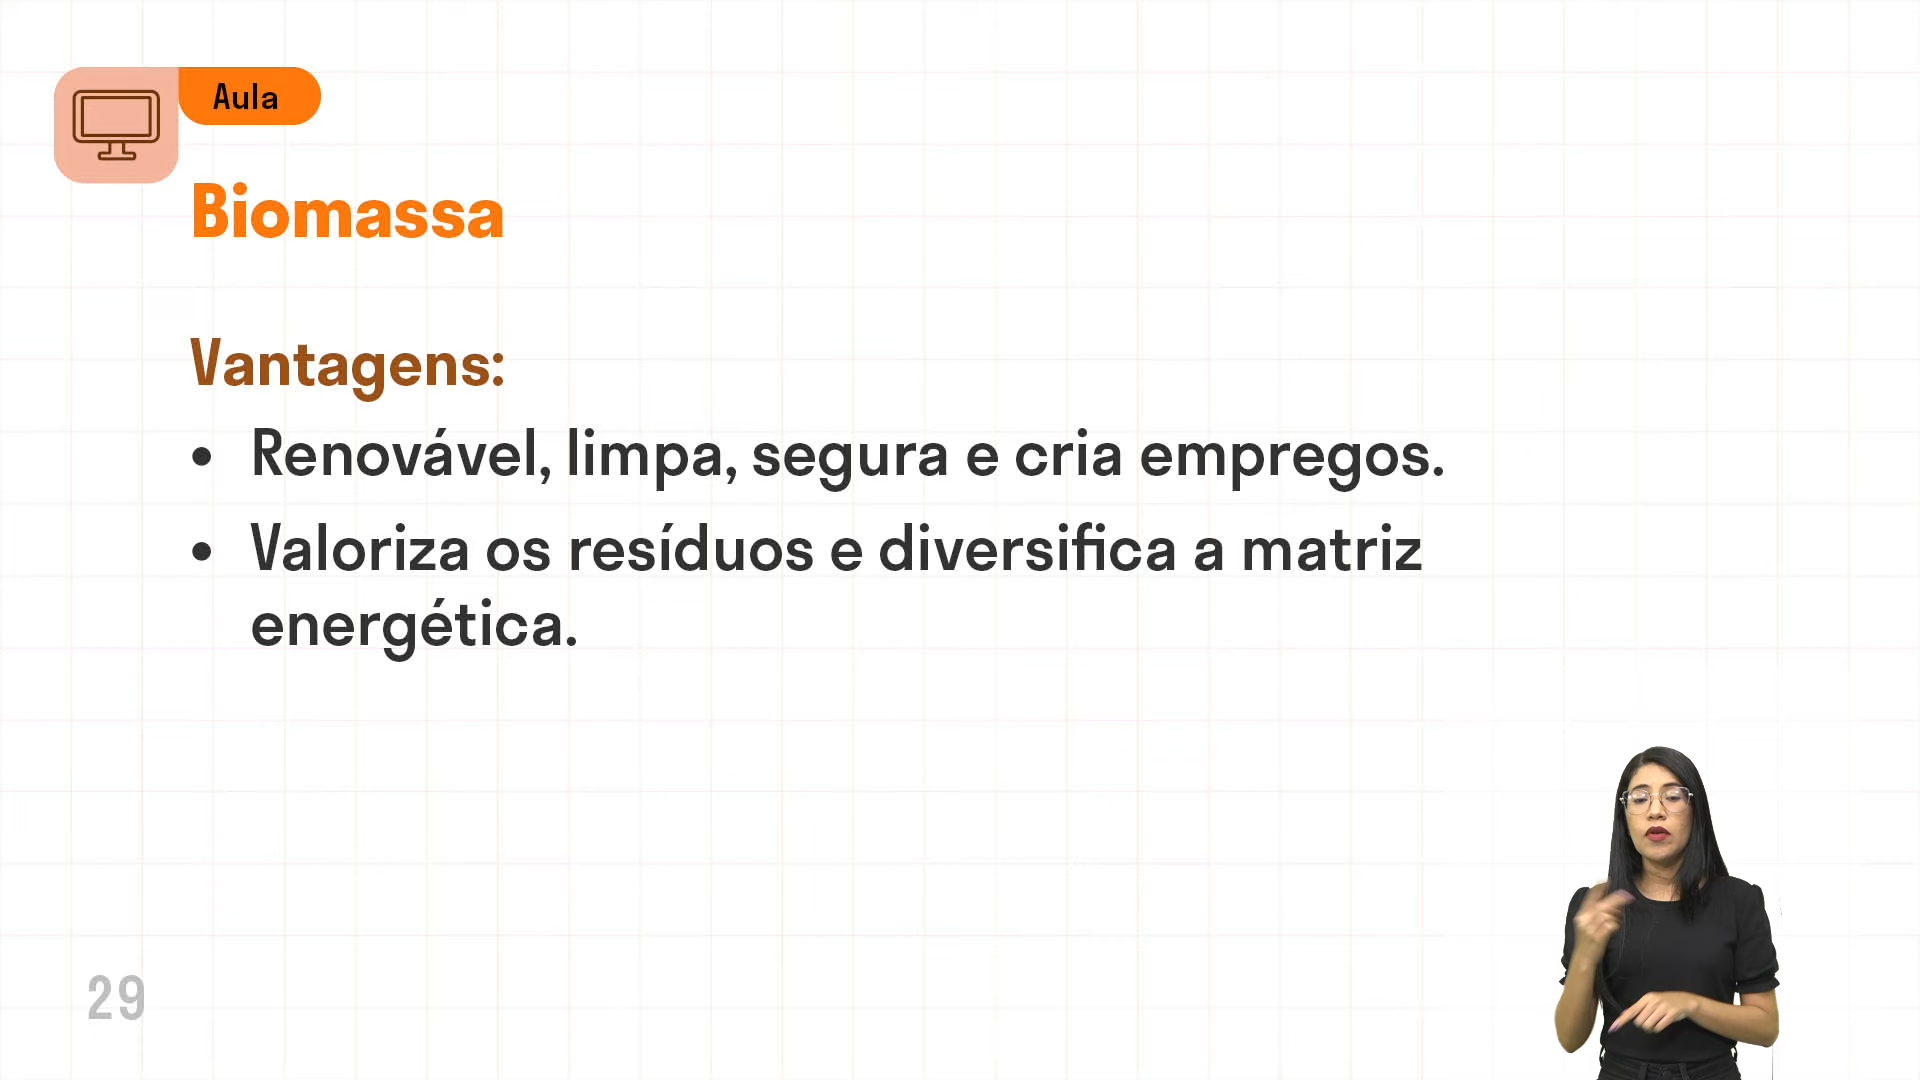 Aula
Biomassa
Vantagens:
• Renovável, limpa, segura e cria empregos.
• Valoriza os resíduos e diversifica a matriz
energética.
29